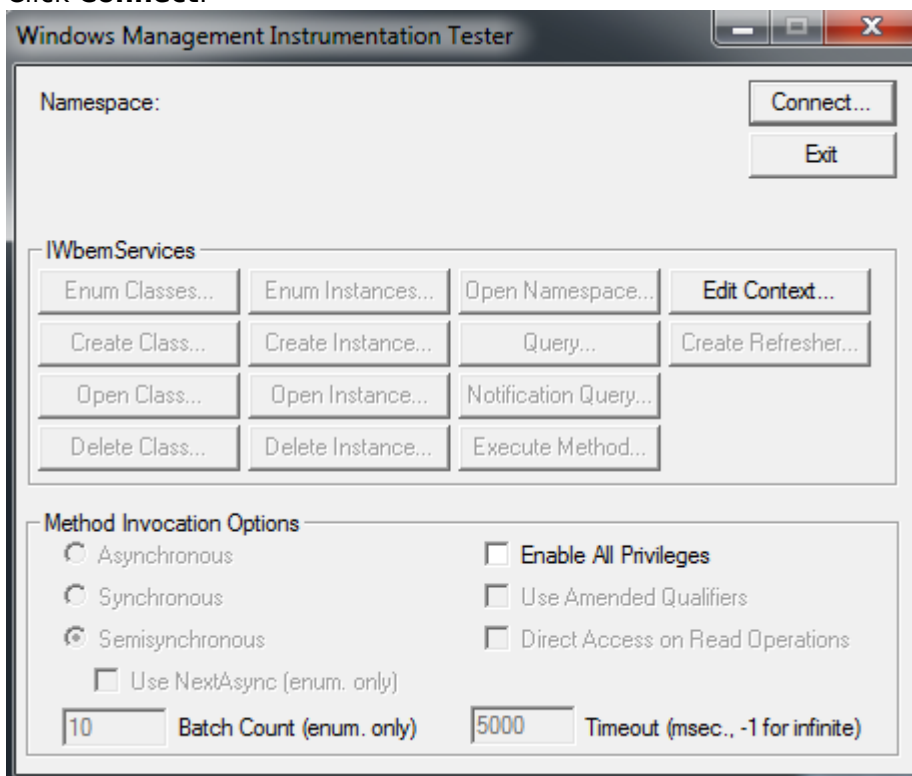 Click Connect.
Windows Management Instrumentation Tester
Namespace:
Connect...
Exit
IWbemServices
Enum Classes... Enum Instances... Open Namespace... Edit Context...
Create Class... Create Instance... Query... Create Refresher...
Open Class... Open Instance... Notification Query...
Delete Class... Delete Instance... Execute Method...
Method Invocation Options
Asynchronous Enable All Privileges
Synchronous Use Amended Qualifiers
Semisynchronous Direct Access on Read Operations
Use NextAsync (enum. only)
10 Batch Count (enum. only) 5000 Timeout (msec., -1 for infinite)